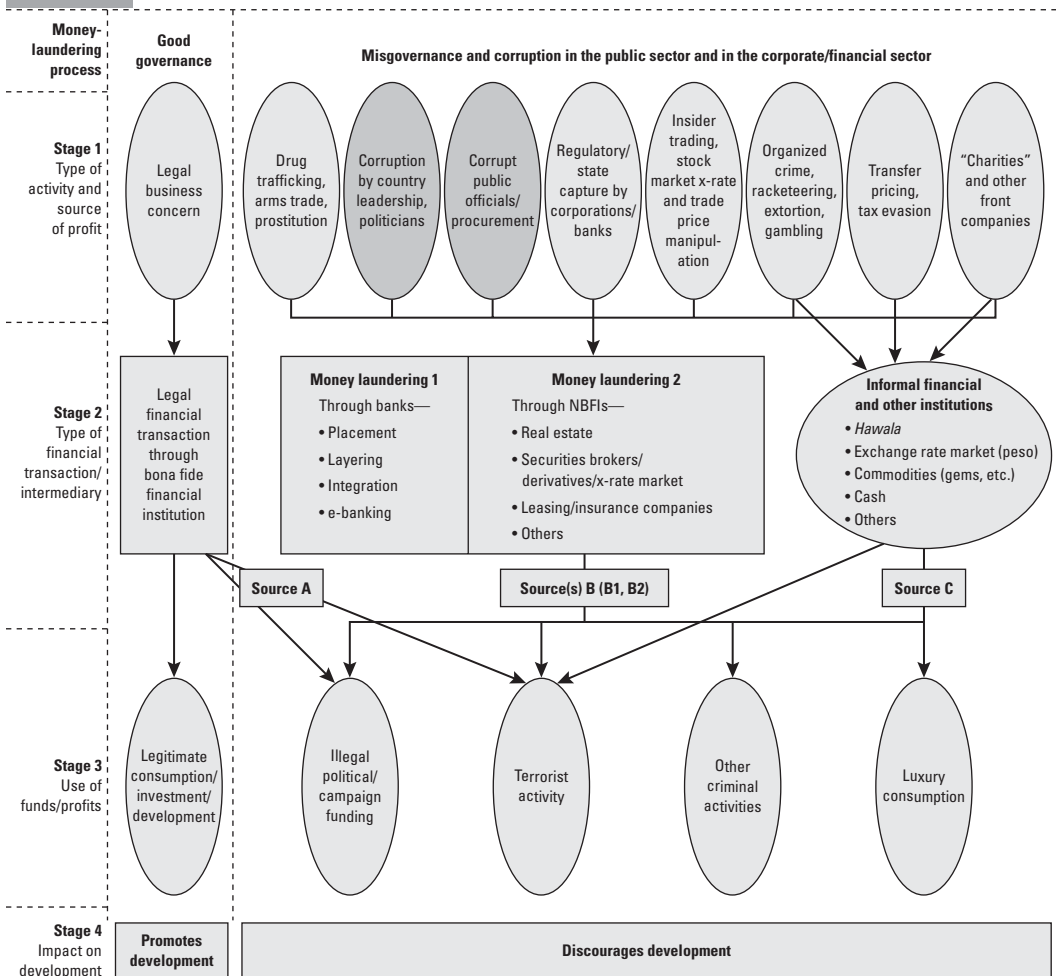 Money-
laundering
process
Good
governance
Misgovernance and corruption in the public sector and in the corporate/financial sector
Stage 1
Type of
activity and
source
of profit
Legal
business
concern
Drug
trafficking,
arms trade,
prostitution
Corruption
by country
leadership,
politicians
Corrupt
public
officials/
procurement
Regulatory/
state
capture by
corporations/
banks
Insider
trading,
stock
market x-rate
and trade
price
manipul-
ation
Organized
crime,
racketeering,
extortion,
gambling
Transfer
pricing,
tax evasion
“Charities”
and other
front
companies
Stage 2
Type of
financial
transaction/
intermediary
Legal
financial
transaction
through
bona fide
financial
institution
Money laundering 1
Through banks—
• Placement
• Layering
• Integration
• e-banking
Money laundering 2
Through NBFIs—
• Real estate
• Securities brokers/
derivatives/x-rate market
• Leasing/insurance companies
• Others
Informal financial
and other institutions
• Hawala
• Exchange rate market (peso)
• Commodities (gems, etc.)
• Cash
• Others
Source A
Source(s) B (B1, B2)
Source C
Stage 3
Use of
funds/profits
Legitimate
consumption/
investment/
development
Illegal
political/
campaign
funding
Terrorist
activity
Other
criminal
activities
Luxury
consumption
Stage 4
Impact on
development
Promotes
development
Discourages development